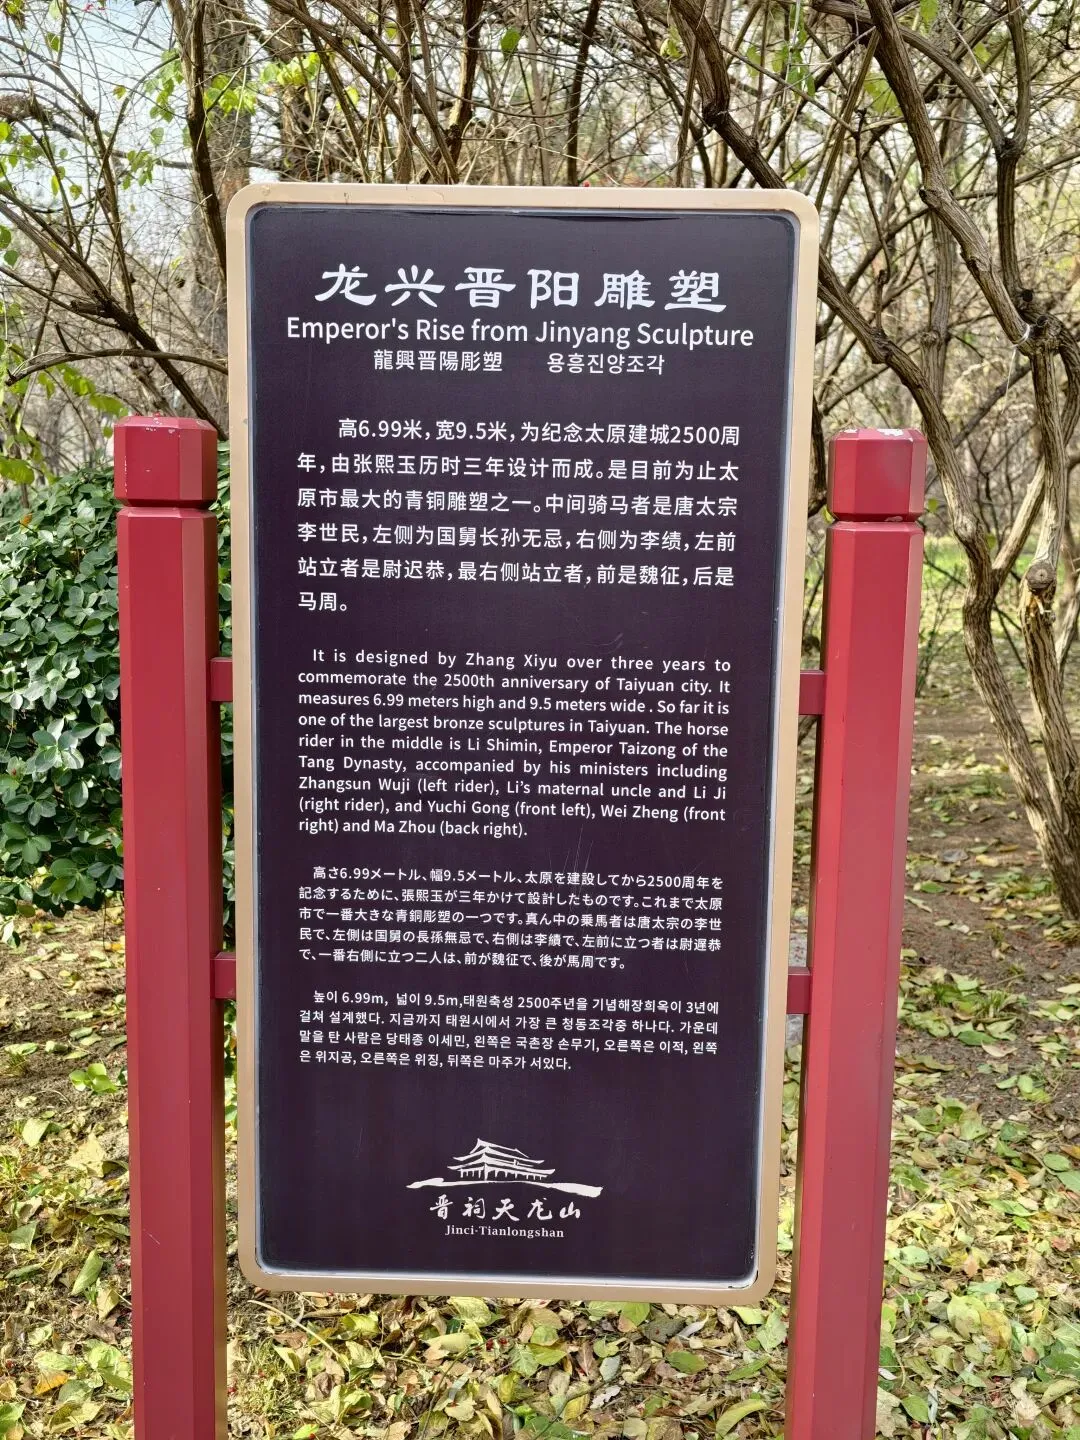 龙兴晋阳雕塑
Emperor's Rise from Jinyang Sculpture
龍興晋陽彫塑 용흥진양조각
高6.99米，宽9.5米，为纪念太原建城2500周
年，由张熙玉历时三年设计而成。是目前为止太
原市最大的青铜雕塑之一。中间骑马者是唐太宗
李世民，左侧为国舅长孙无忌，右侧为李绩，左前
站立者是尉迟恭，最右侧站立者，前是魏征，后是
马周。
It is designed by Zhang Xiyu over three years to
commemorate the 2500th anniversary of Taiyuan city. It
measures 6.99 meters high and 9.5 meters wide . So far it is
one of the largest bronze sculptures in Taiyuan. The horse
rider in the middle is Li Shimin, Emperor Taizong of the
Tang Dynasty, accompanied by his ministers including
Zhangsun Wuji (left rider), Li's maternal uncle and Li Ji
(right rider), and Yuchi Gong (front left), Wei Zheng (front
right) and Ma Zhou (back right).
高さ6.99メートル、幅9.5メートル、太原を建設してから2500周年を
記念するために、張熙玉が三年かけて設計したものです。これまで太原
市で一番大きな青銅彫塑の一つです。真ん中の乗馬者は唐太宗の李世
民で、左側は国舅の長孫無忌で、右側は李績で、左前に立つ者は尉遅恭
で、一番右側に立つ二人は、前が魏征で、後が馬周です。
높이 6.99m, 넓이 9.5m,태원축성 2500주년을 기념해장희옥이 3년에
걸쳐 설계했다. 지금까지 태원시에서 가장 큰 청동조각중 하나다. 가운데
말을 탄 사람은 당태종 이세민, 왼쪽은 국촌장 손무기, 오른쪽은 이적, 왼쪽
은 위지공, 오른쪽은 위징, 뒤쪽은 마주가 서있다.
晋祠天龙山
Jinci·Tianlongshan